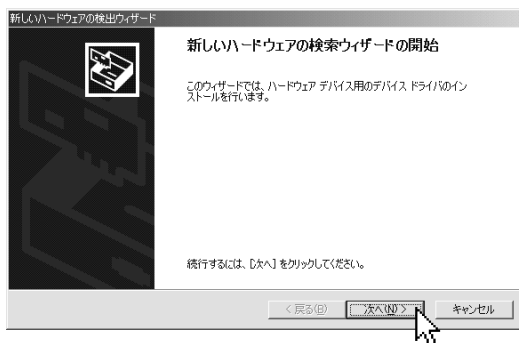 新しいハードウェアの検出ウィザード
新しいハードウェアの検索ウィザードの開始
このウィザードでは、ハードウェア デバイス用のデバイス ドライバのイン
ストールを行います。
続行するには、[次へ] をクリックしてください。
< 戻る(B)
次へ(N) >
キャンセル